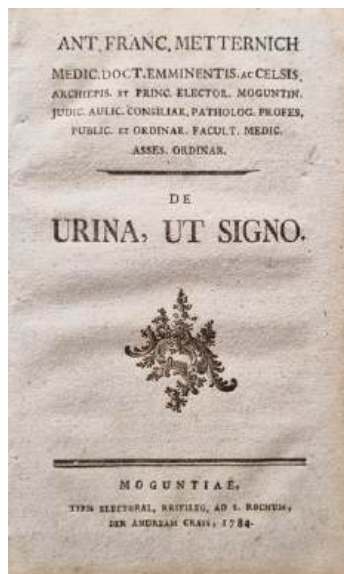 ANT. FRANC. METTERNICH
MEDIC. DOCT. EMMINENTIS. AC CELSIS.
ARCHIEPIS. ET PRINC. ELECTOR. MOGUNTIN.
JUDIC. AULIC. CONSILIAR. PATHOLOG. PROFES.
PUBLIC. ET ORDINAR. FACULT. MEDIC.
ASSES. ORDINAR.
DE
URINA, UT SIGNO.
MOGUNTIAE,
TYPIS ELECTORAL. PRIVILEG. AD S. ROCHUM,
PER ANDREAM CRASS, 1784.